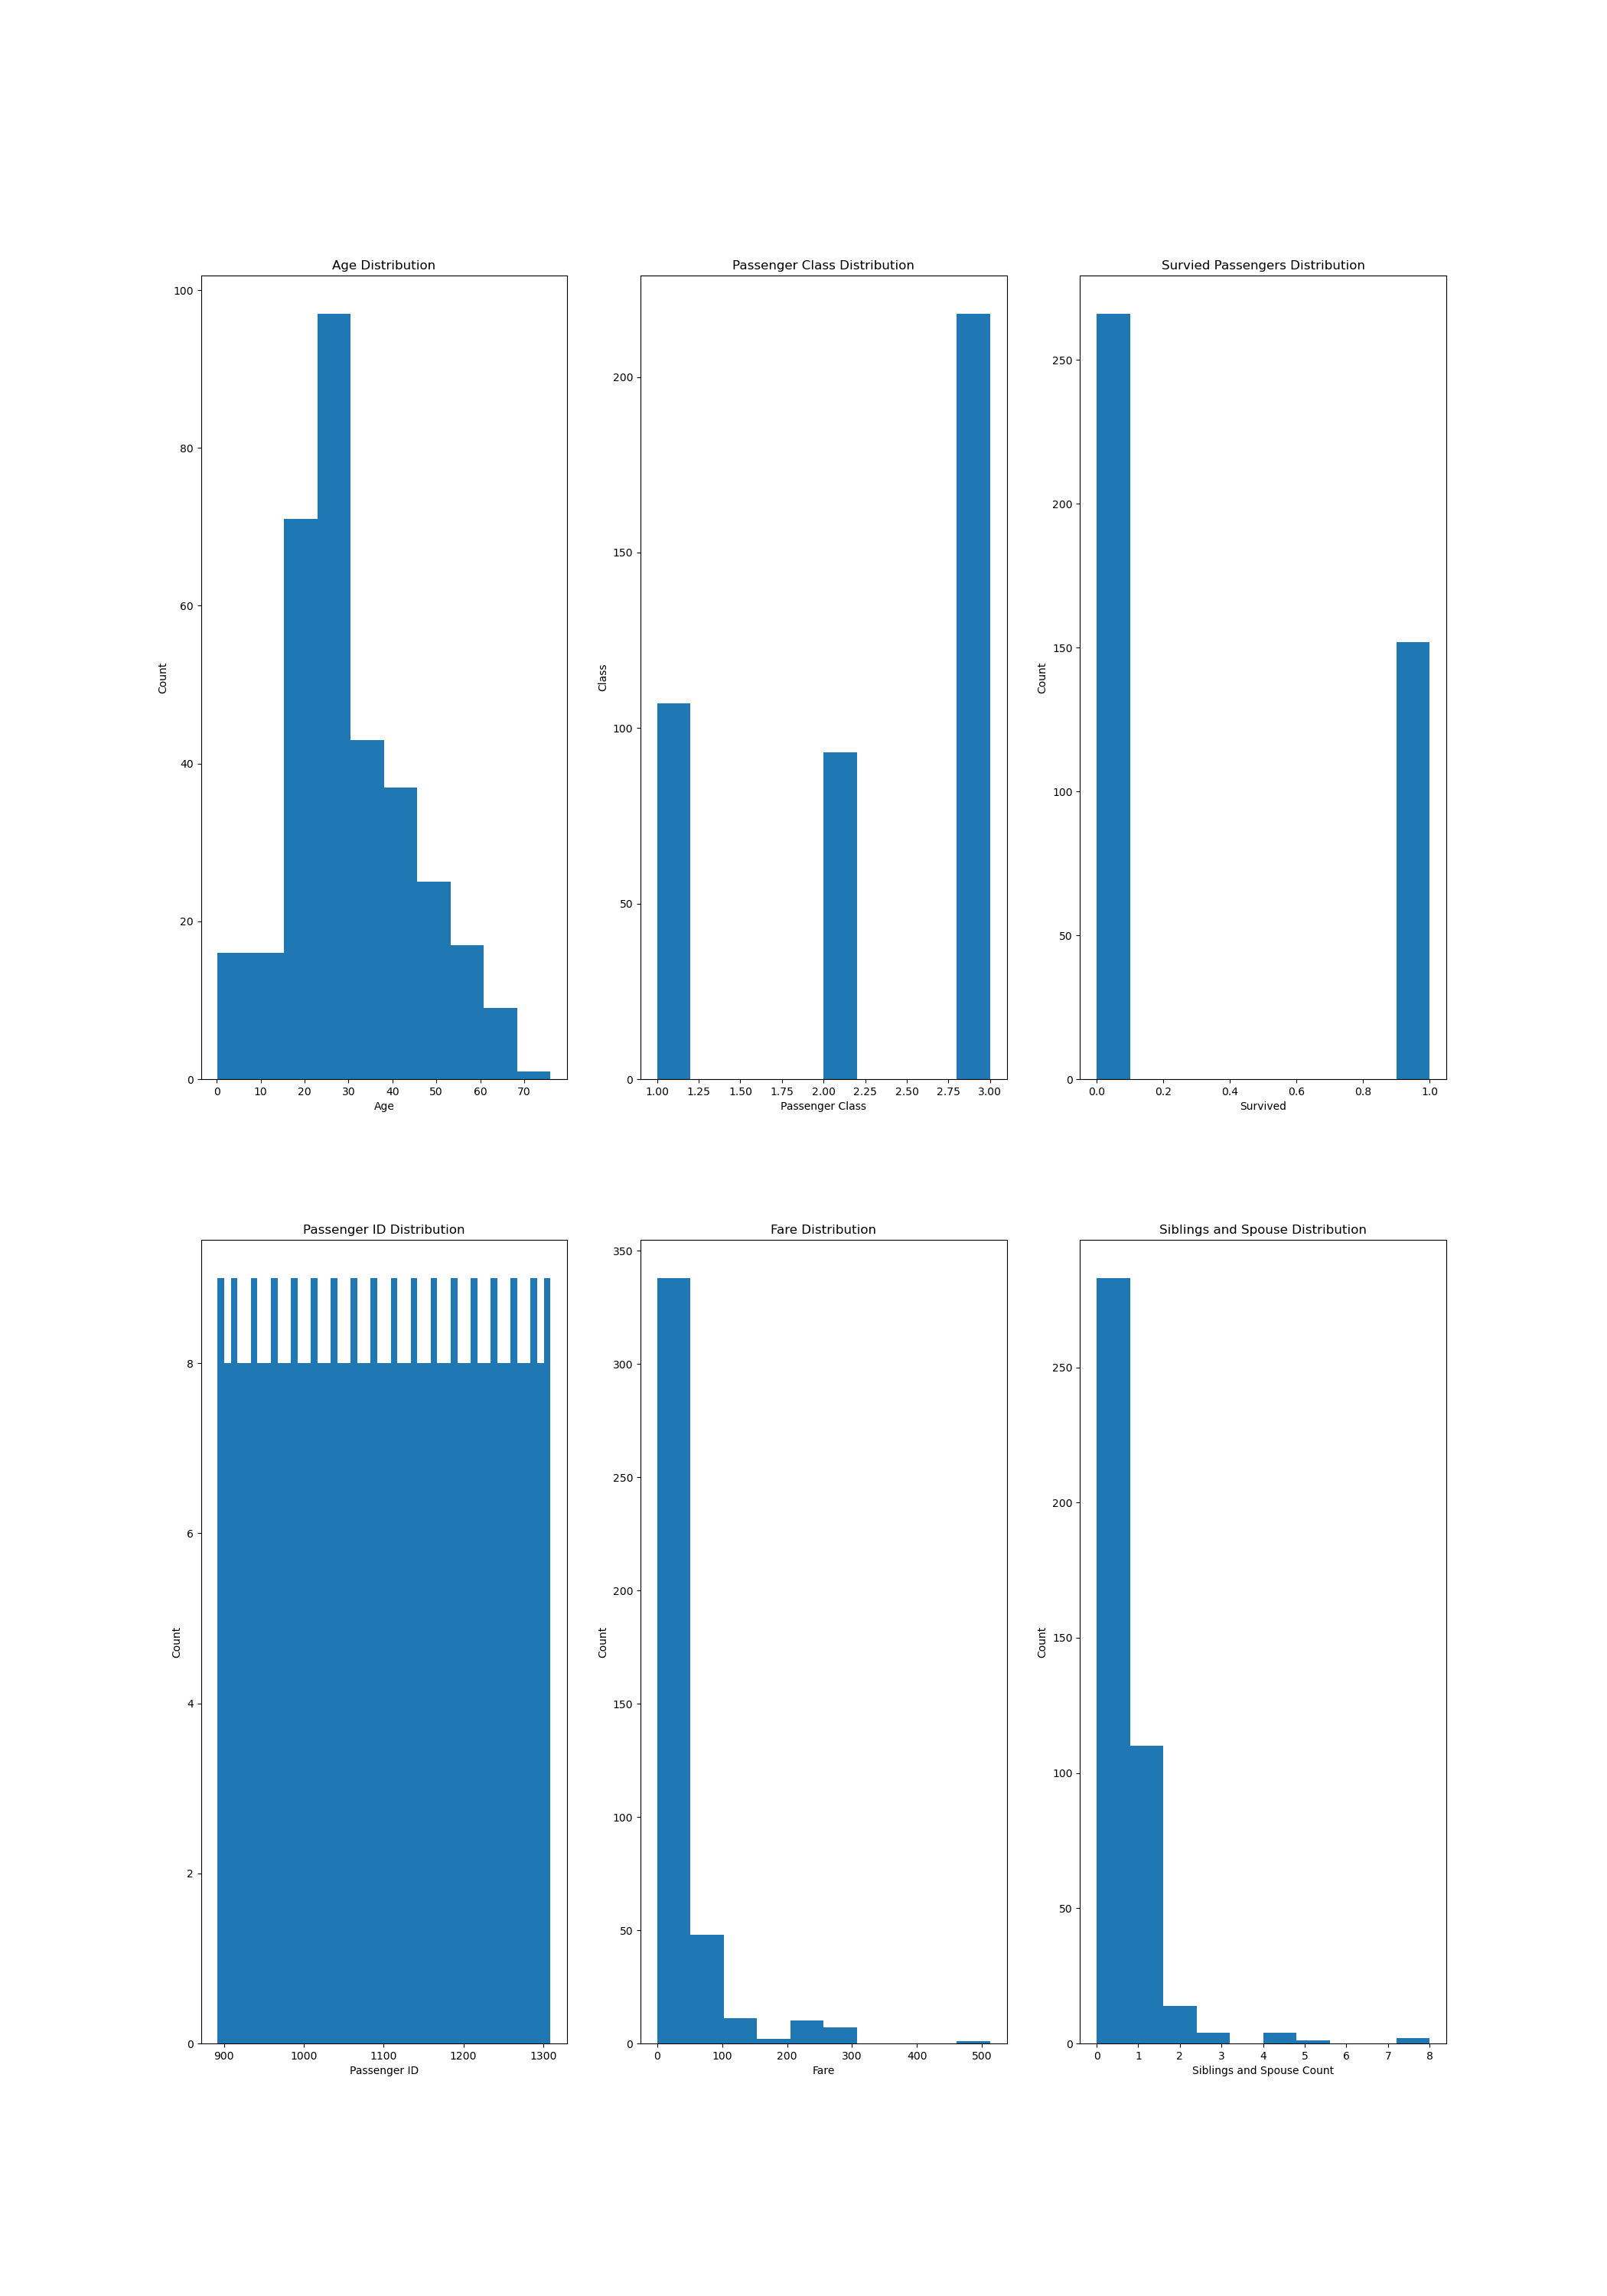 Age Distribution
100
80
60
40
20
0
Count
0 10 20 30 40 50 60 70
Age
Passenger Class Distribution
200
150
100
50
0
Class
1.00 1.25 1.50 1.75 2.00 2.25 2.50 2.75 3.00
Passenger Class
Survied Passengers Distribution
250
200
150
100
50
0
Count
0.0 0.2 0.4 0.6 0.8 1.0
Survived
Passenger ID Distribution
8
6
4
2
0
Count
900 1000 1100 1200 1300
Passenger ID
Fare Distribution
350
300
250
200
150
100
50
0
Count
0 100 200 300 400 500
Fare
Siblings and Spouse Distribution
250
200
150
100
50
0
Count
0 1 2 3 4 5 6 7 8
Siblings and Spouse Count